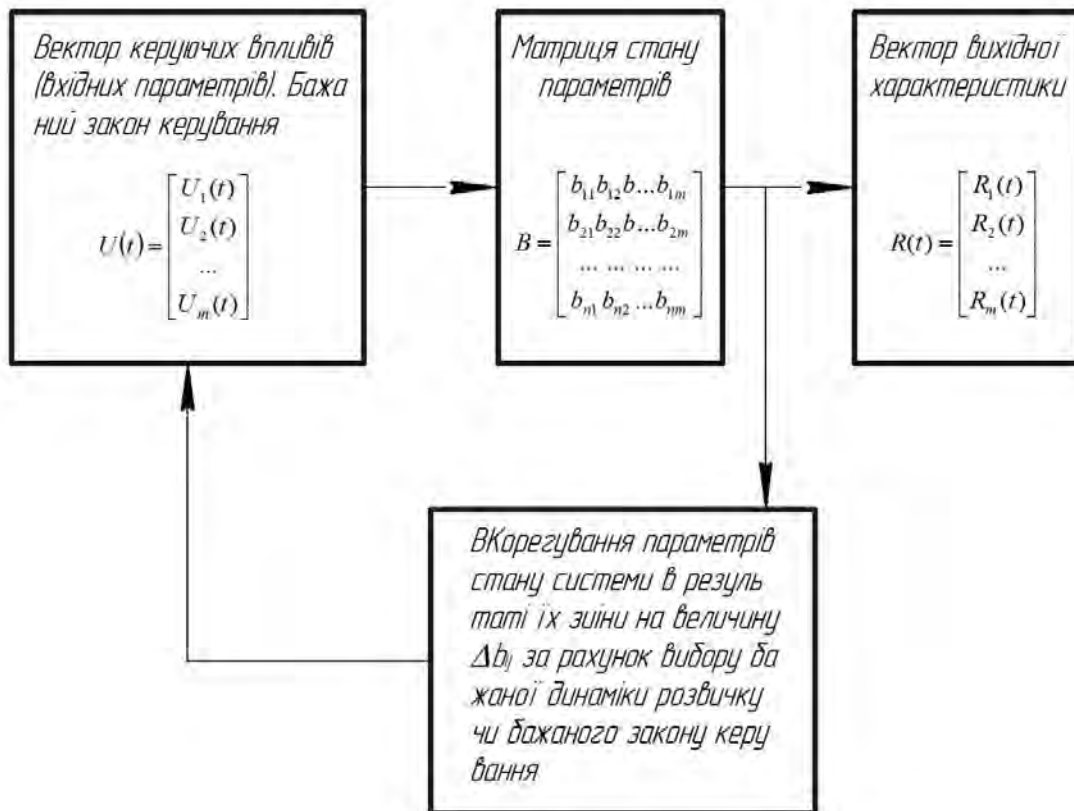 Вектор керуючих впливів
(вхідних параметрів). Бажа
ний закон керування
U(t)=[U₁(t)
U₂(t)
...
Uₘ(t)]
Матриця стану
параметрів
B=[b₁₁b₁₂b...b₁ₘ
b₂₁b₂₂b...b₂ₘ
... ... ... ...
bₙ₁ bₙ₂ ...bₙₘ]
Вектор вихідної
характеристики
R(t)=[R₁(t)
R₂(t)
...
Rₘ(t)]
ВКорегування параметрів
стану системи в резуль
таті їх зміни на величину
Δbᵢⱼ за рахунок вибору ба
жаної динаміки розвичку
чи бажаного закону керу
вання